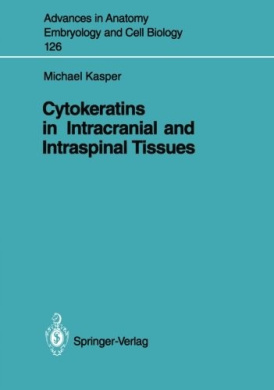 Advances in Anatomy
Embryology and Cell Biology
126
Michael Kasper
Cytokeratins
in Intracranial and
Intraspinal Tissues
Springer-Verlag